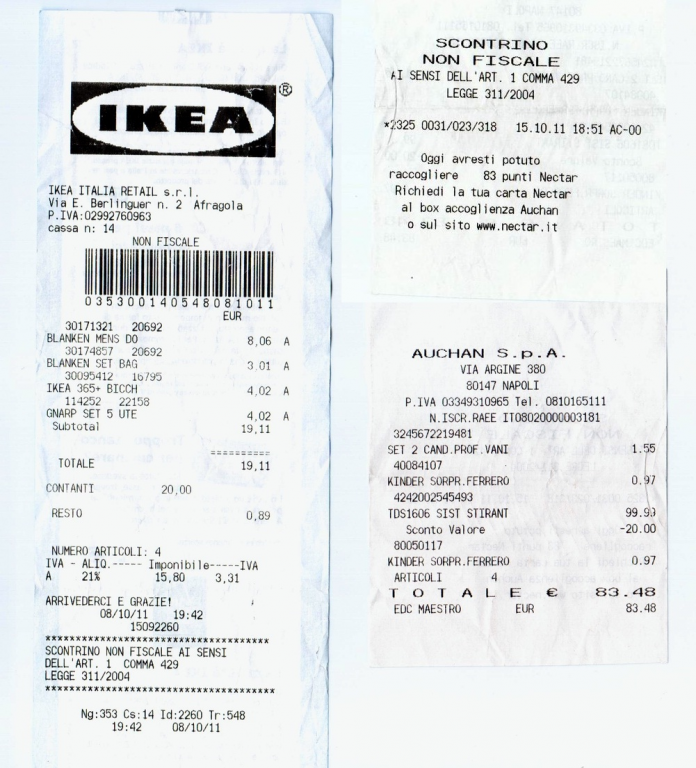 IKEA ®
IKEA ITALIA RETAIL s.r.l.
Via E. Berlinguer n. 2 Afragola
P.IVA:02992760963
cassa n: 14
NON FISCALE
035300140548081011
EUR
30171321 20692
BLANKEN MENS DO 8,06 A
30174857 20692
BLANKEN SET BAG 3,01 A
30095412 16795
IKEA 365+ BICCH 4,02 A
114252 22158
GNARP SET 5 UTE 4,02 A
Subtotal 19,11
==========
TOTALE 19,11
CONTANTI 20,00
RESTO 0,89
NUMERO ARTICOLI: 4
IVA - ALIQ.----- Imponibile-----IVA
A 21% 15,80 3,31
ARRIVEDERCI E GRAZIE!
08/10/11 19:42
15092260
*************************************
SCONTRINO NON FISCALE AI SENSI
DELL'ART. 1 COMMA 429
LEGGE 311/2004
*************************************
Ng:353 Cs:14 Id:2260 Tr:548
19:42 08/10/11
SCONTRINO
NON FISCALE
AI SENSI DELL'ART. 1 COMMA 429
LEGGE 311/2004
*2325 0031/023/318 15.10.11 18:51 AC-00
Oggi avresti potuto
raccogliere 83 punti Nectar
Richiedi la tua carta Nectar
al box accoglienza Auchan
o sul sito www.nectar.it
AUCHAN S.p.A.
VIA ARGINE 380
80147 NAPOLI
P.IVA 03349310965 Tel. 0810165111
N.ISCR.RAEE IT08020000003181
3245672219481
SET 2 CAND.PROF.VANI 1.55
40084107
KINDER SORPR.FERRERO 0.97
4242002545493
TDS1606 SIST STIRANT 99.99
Sconto Valore -20.00
80050117
KINDER SORPR.FERRERO 0.97
ARTICOLI 4
TOTALE € 83.48
EDC MAESTRO EUR 83.48